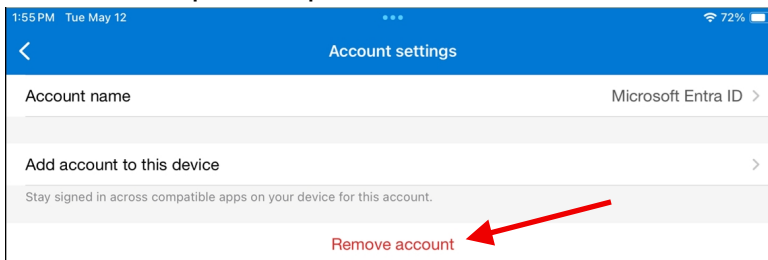 1:55 PM Tue May 12 72%
Account settings
Account name Microsoft Entra ID
Add account to this device
Stay signed in across compatible apps on your device for this account.
Remove account